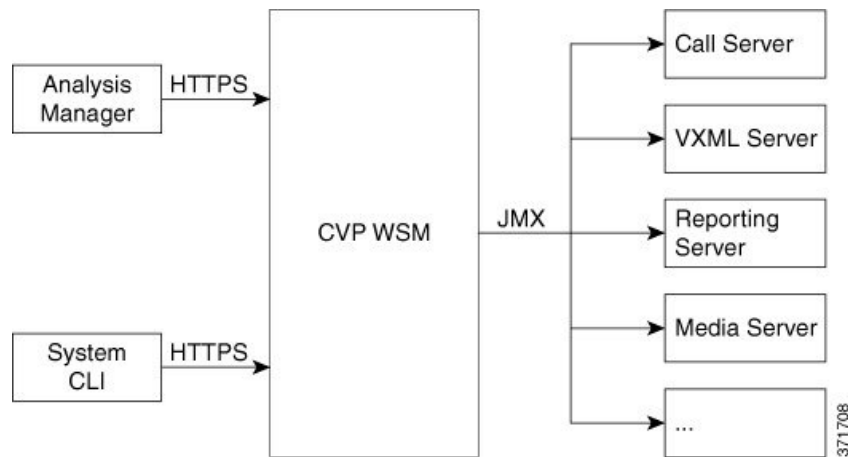 Analysis
Manager
HTTPS
System
CLI
HTTPS
CVP WSM
JMX
Call Server
VXML Server
Reporting
Server
Media Server
...
371708